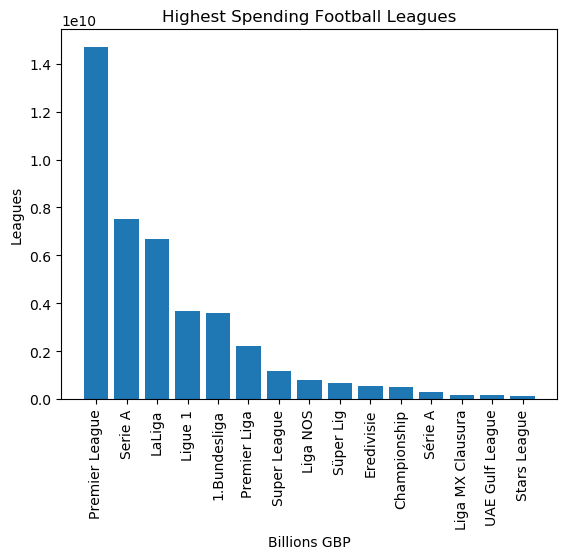 Highest Spending Football Leagues
1e10
1.4
1.2
1.0
0.8
0.6
0.4
0.2
0.0
Leagues
Premier League
Serie A
LaLiga
Ligue 1
1.Bundesliga
Premier Liga
Super League
Liga NOS
Süper Lig
Eredivisie
Championship
Série A
Liga MX Clausura
UAE Gulf League
Stars League
Billions GBP